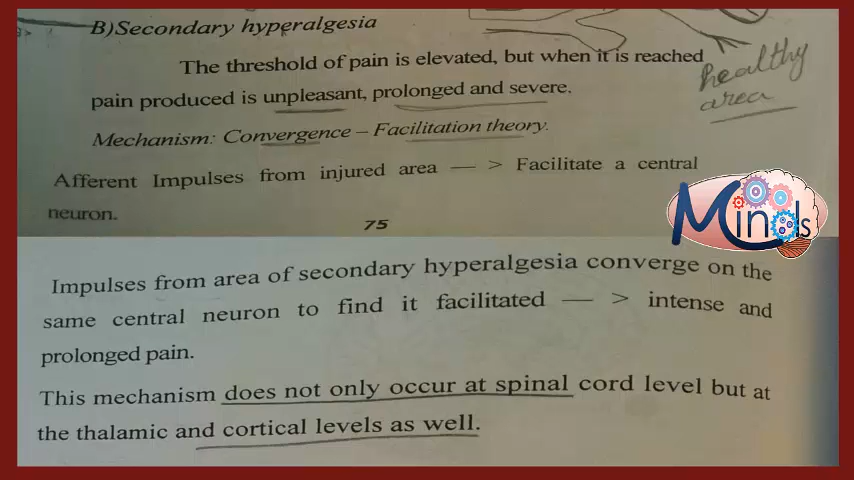 B)Secondary hyperalgesia
The threshold of pain is elevated, but when it is reached
pain produced is unpleasant, prolonged and severe.
healthy
area
Mechanism: Convergence – Facilitation theory.
Afferent Impulses from injured area — > Facilitate a central
neuron.
75
Minds
Impulses from area of secondary hyperalgesia converge on the
same central neuron to find it facilitated — > intense and
prolonged pain.
This mechanism does not only occur at spinal cord level but at
the thalamic and cortical levels as well.